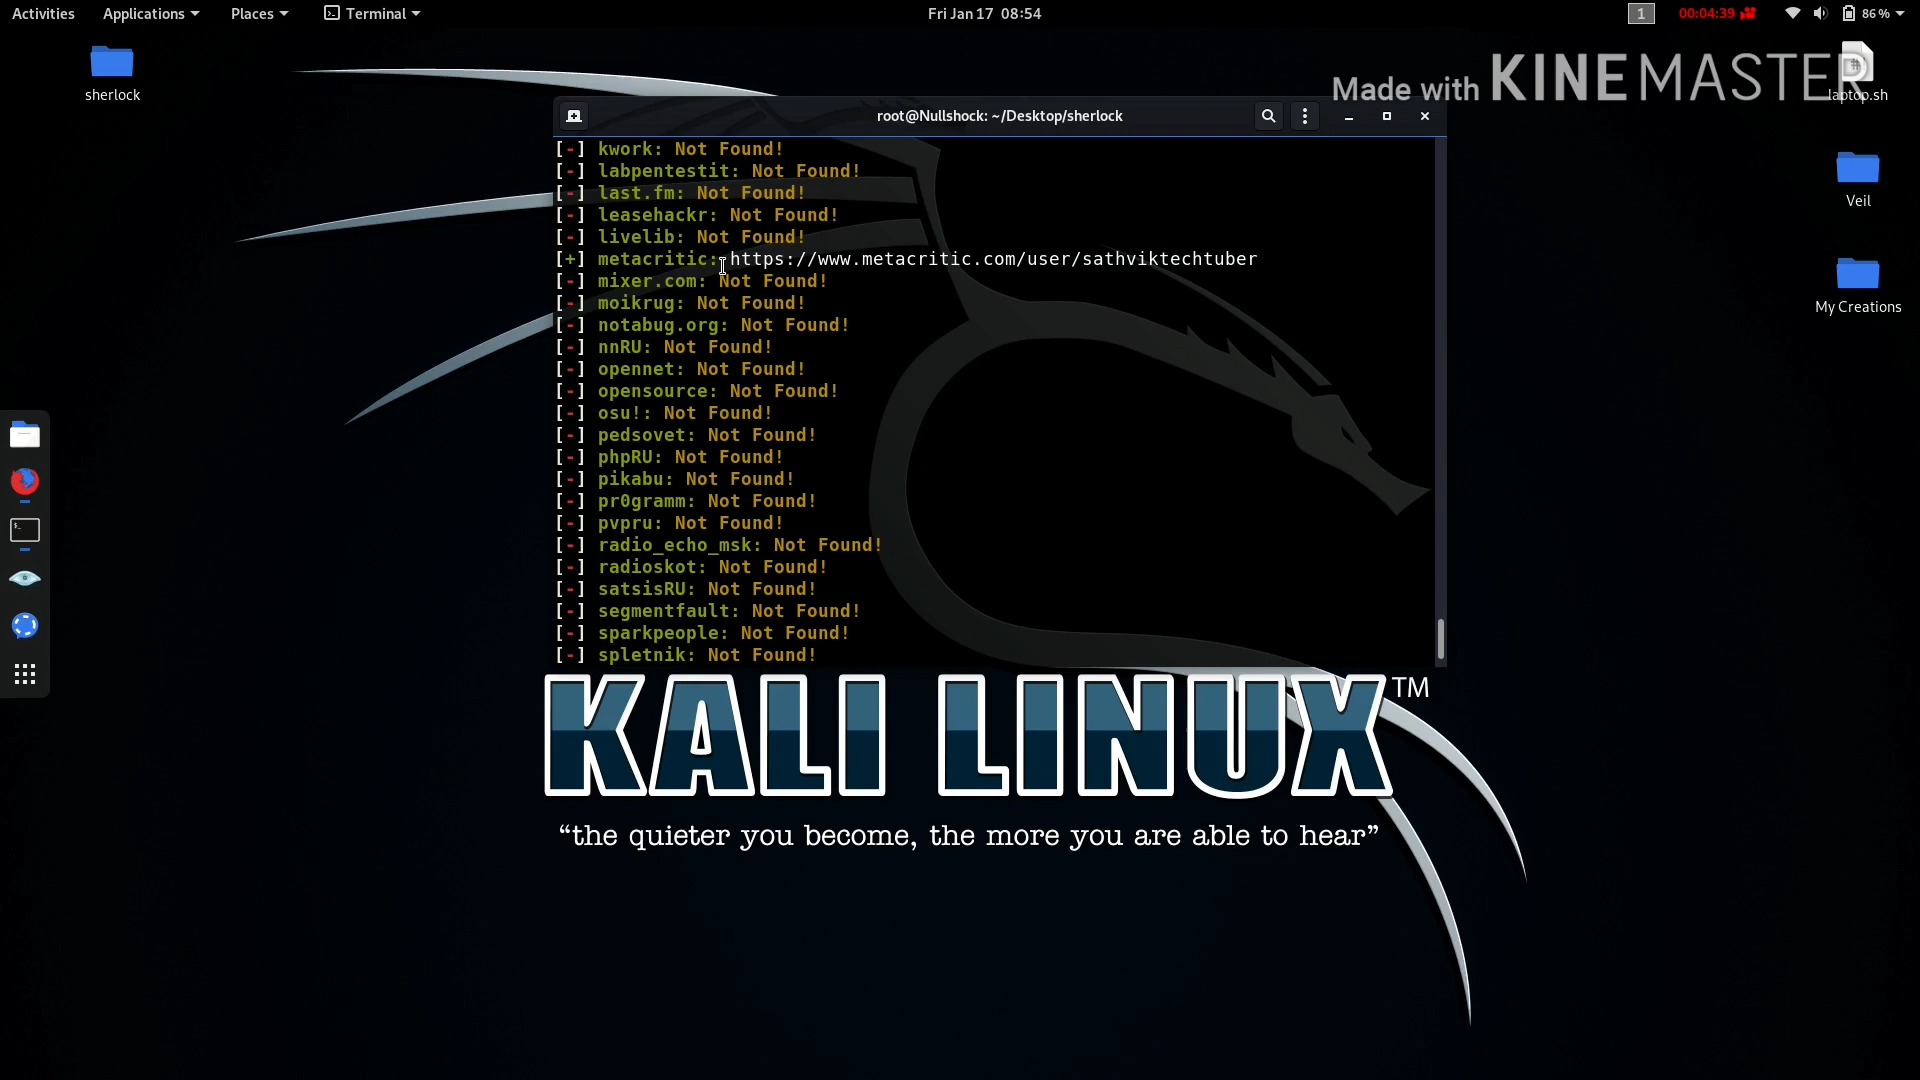 Activities Applications Places Terminal Fri Jan 17 08:54 1 00:04:39 86 %
sherlock
Made with KINEMASTER
laptop.sh
root@Nullshock: ~/Desktop/sherlock
[-] kwork: Not Found!
[-] labpentestit: Not Found!
[-] last.fm: Not Found!
[-] leasehackr: Not Found!
[-] livelib: Not Found!
[+] metacritic: https://www.metacritic.com/user/sathviktechtuber
[-] mixer.com: Not Found!
[-] moikrug: Not Found!
[-] notabug.org: Not Found!
[-] nnRU: Not Found!
[-] opennet: Not Found!
[-] opensource: Not Found!
[-] osu!: Not Found!
[-] pedsovet: Not Found!
[-] phpRU: Not Found!
[-] pikabu: Not Found!
[-] pr0gramm: Not Found!
[-] pvpru: Not Found!
[-] radio_echo_msk: Not Found!
[-] radioskot: Not Found!
[-] satsisRU: Not Found!
[-] segmentfault: Not Found!
[-] sparkpeople: Not Found!
[-] spletnik: Not Found!
Veil
My Creations
KALI LINUX TM
“the quieter you become, the more you are able to hear”